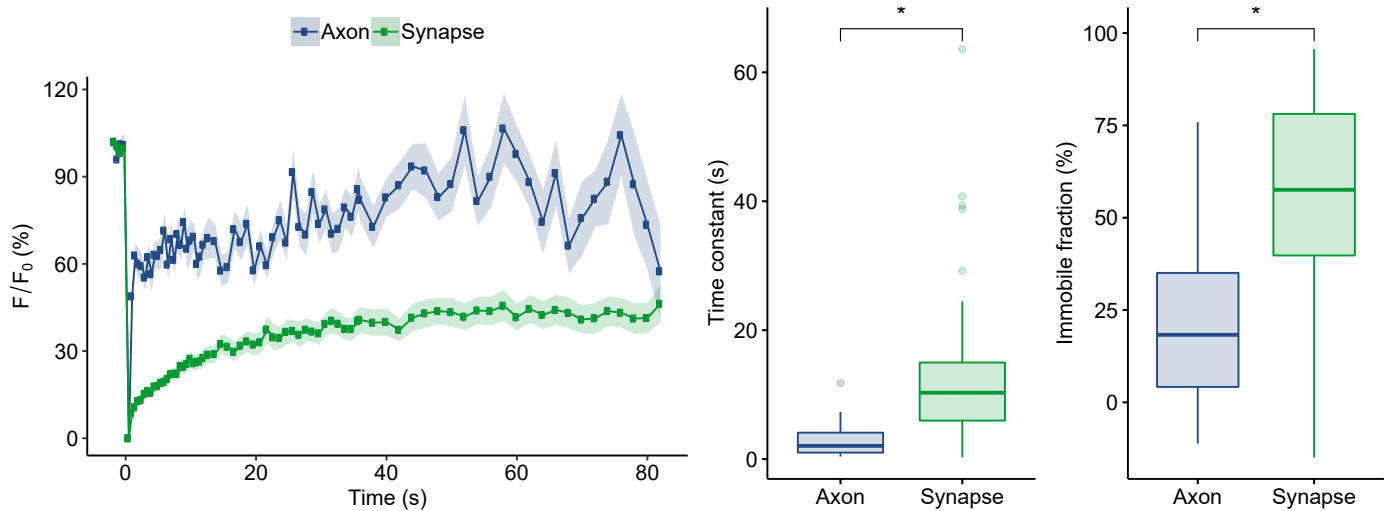 Axon Synapse
120
90
60
30
0
F/F₀ (%)
0 20 40 60 80
Time (s)
*
60
40
20
0
Time constant (s)
Axon Synapse
*
100
75
50
25
0
Immobile fraction (%)
Axon Synapse